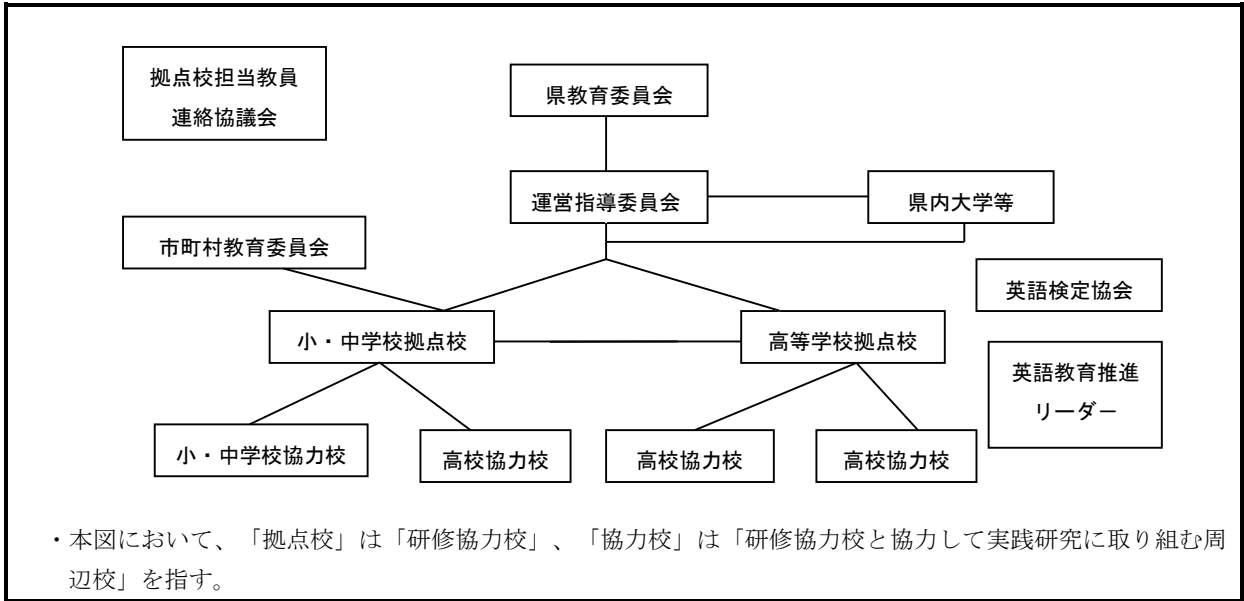 拠点校担当教員
連絡協議会
県教育委員会
運営指導委員会
県内大学等
市町村教育委員会
英語検定協会
小・中学校拠点校
高等学校拠点校
英語教育推進
リーダー
小・中学校協力校
高校協力校
高校協力校
高校協力校
・本図において、「拠点校」は「研修協力校」、「協力校」は「研修協力校と協力して実践研究に取り組む周
辺校」を指す。